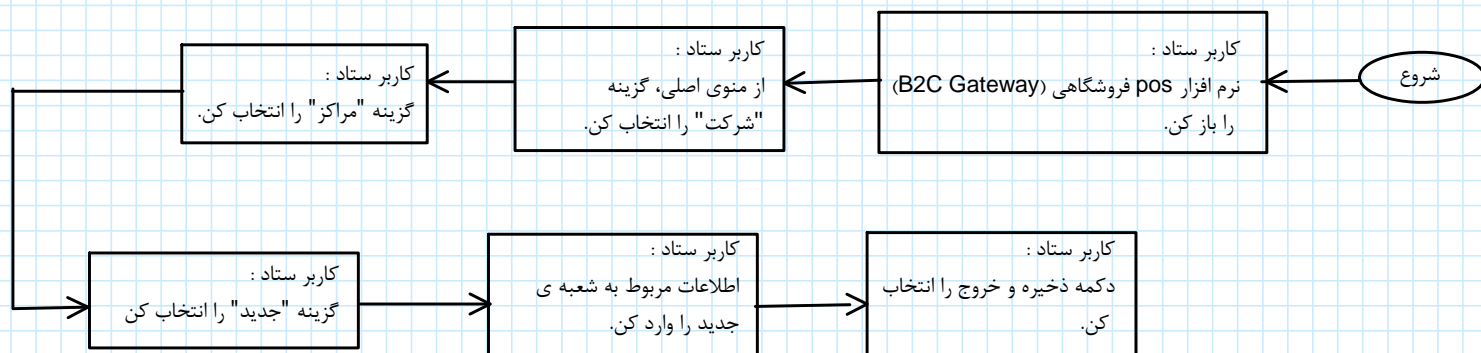 شروع
کاربر ستاد :
نرم افزار pos فروشگاهی (B2C Gateway)
را باز کن.
کاربر ستاد :
از منوی اصلی، گزینه
"شرکت" را انتخاب کن.
کاربر ستاد :
گزینه "مراکز" را انتخاب کن.
کاربر ستاد :
گزینه "جدید" را انتخاب کن
کاربر ستاد :
اطلاعات مربوط به شعبه ی
جدید را وارد کن.
کاربر ستاد :
دکمه ذخیره و خروج را انتخاب
کن.